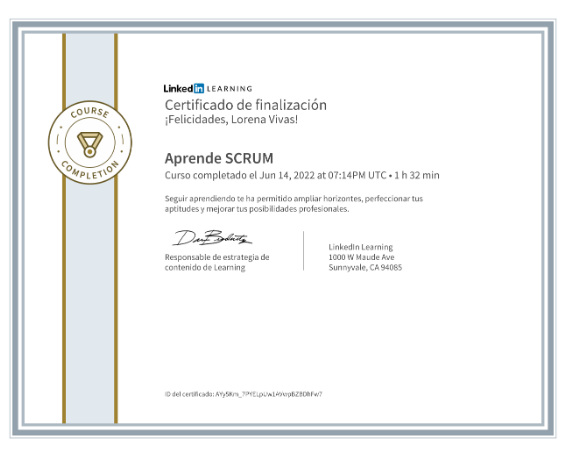 COURSE
COMPLETION
Linked in LEARNING
Certificado de finalización
¡Felicidades, Lorena Vivas!
Aprende SCRUM
Curso completado el Jun 14, 2022 at 07:14PM UTC • 1 h 32 min
Seguir aprendiendo te ha permitido ampliar horizontes, perfeccionar tus
aptitudes y mejorar tus posibilidades profesionales.
Responsable de estrategia de
contenido de Learning
LinkedIn Learning
1000 W Maude Ave
Sunnyvale, CA 94085
ID del certificado: